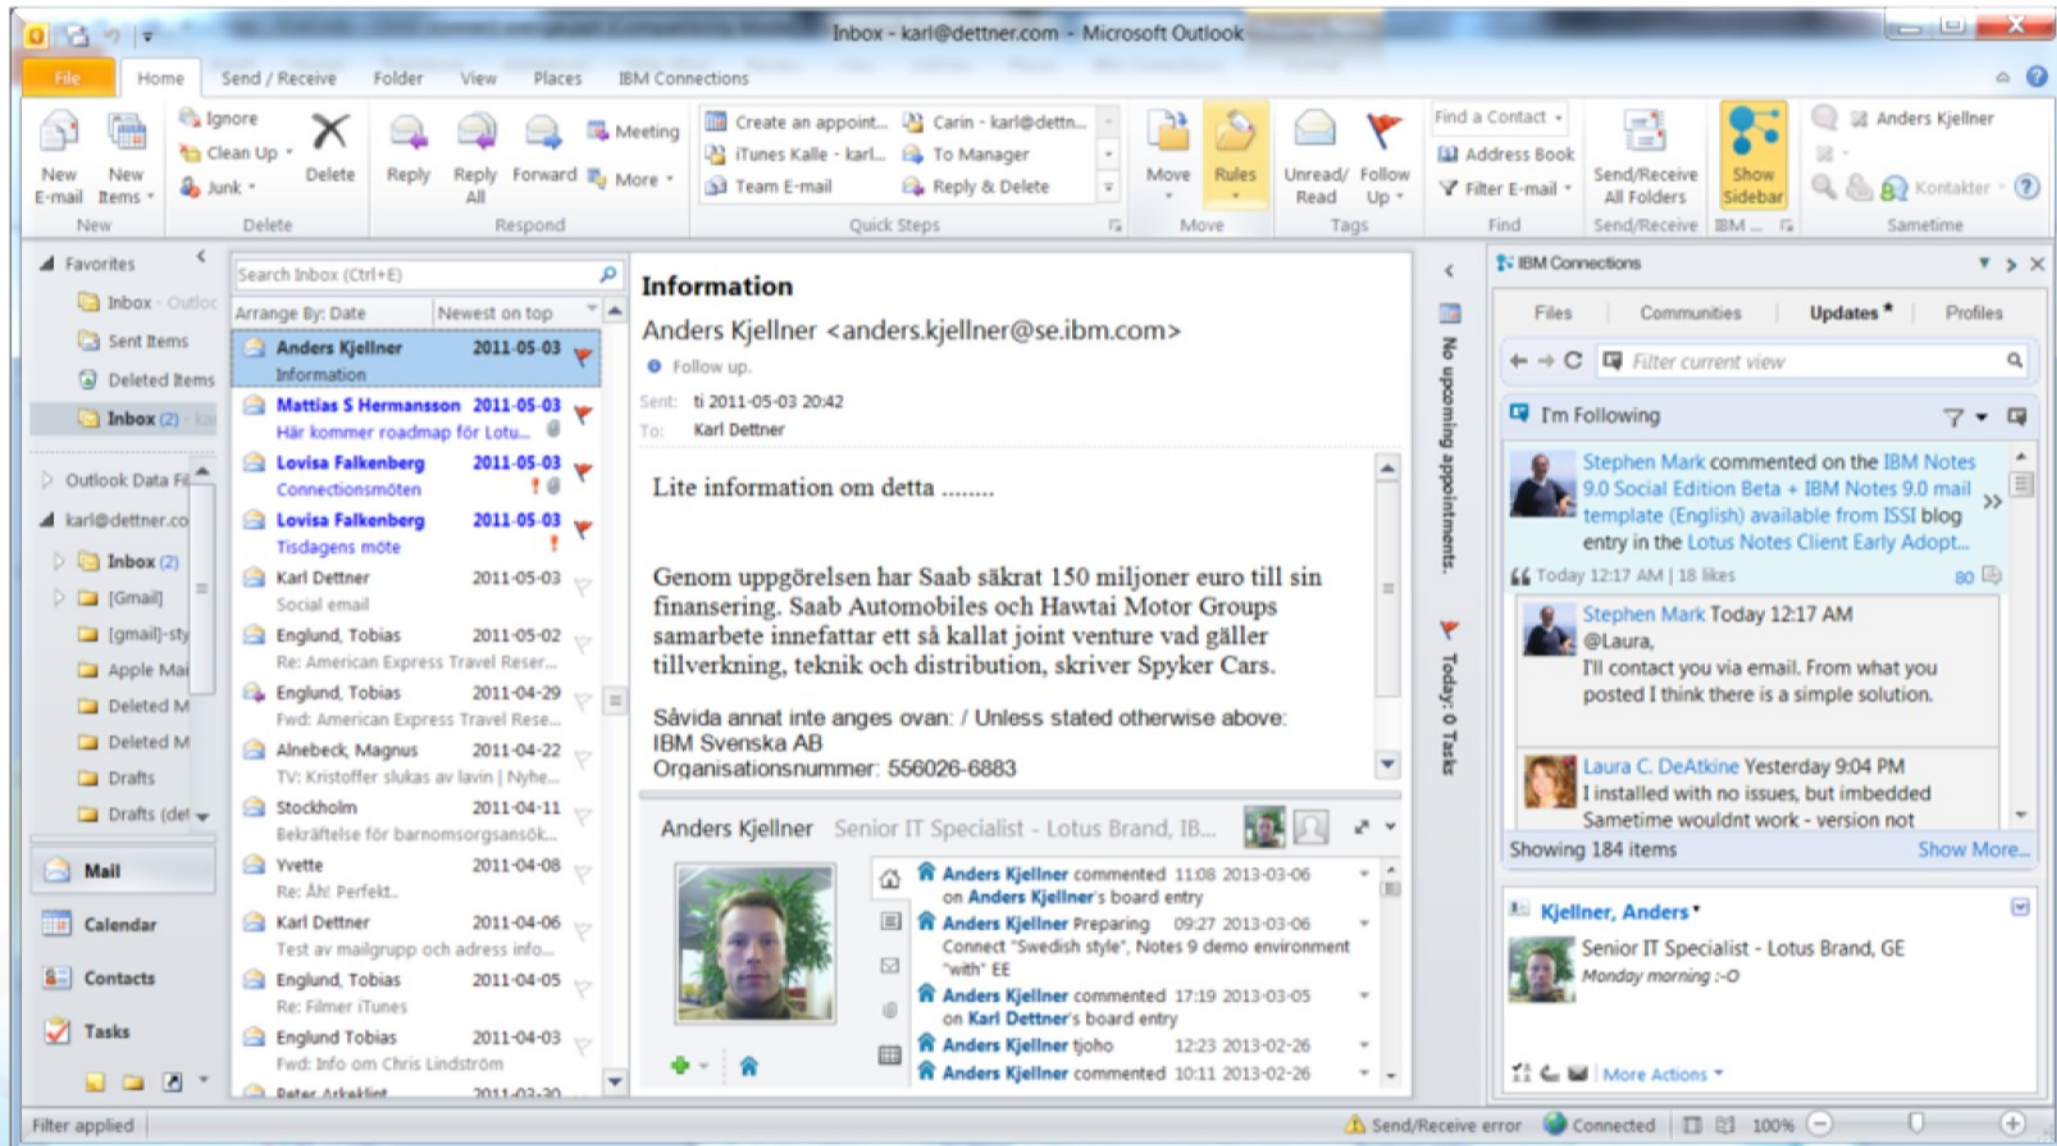 Inbox - karl@dettner.com - Microsoft Outlook
File Home Send / Receive Folder View Places IBM Connections
New E-mail
New Items
New
Ignore
Clean Up
Junk
Delete
Delete
Reply
Reply All
Forward
Meeting
More
Respond
Create an appoint...
iTunes Kalle - karl...
Team E-mail
Carin - karl@dettn...
To Manager
Reply & Delete
Quick Steps
Move
Rules
Move
Unread/ Read
Follow Up
Tags
Find a Contact
Address Book
Filter E-mail
Find
Send/Receive All Folders
Send/Receive
Show Sidebar
IBM ...
Anders Kjellner
Kontakter
Sametime
Favorites
Inbox - Outloc
Sent Items
Deleted Items
Inbox (2) - ka
Outlook Data Fil
karl@dettner.co
Inbox (2)
[Gmail]
[gmail]-sty
Apple Mai
Deleted M
Deleted M
Drafts
Drafts (det
Mail
Calendar
Contacts
Tasks
Search Inbox (Ctrl+E)
Arrange By: Date Newest on top
Anders Kjellner 2011-05-03
Information
Mattias S Hermansson 2011-05-03
Här kommer roadmap för Lotu...
Lovisa Falkenberg 2011-05-03
Connectionsmöten
Lovisa Falkenberg 2011-05-03
Tisdagens möte
Karl Dettner 2011-05-03
Social email
Englund, Tobias 2011-05-02
Re: American Express Travel Reser...
Englund, Tobias 2011-04-29
Fwd: American Express Travel Rese...
Alnebeck, Magnus 2011-04-22
TV: Kristoffer slukas av lavin | Nyhe...
Stockholm 2011-04-11
Bekräftelse för barnomsorgsansök...
Yvette 2011-04-08
Re: Åh! Perfekt..
Karl Dettner 2011-04-06
Test av mailgrupp och adress info...
Englund, Tobias 2011-04-05
Re: Filmer iTunes
Englund Tobias 2011-04-03
Fwd: Info om Chris Lindström
Peter Arkeklint 2011-03-30
Information
Anders Kjellner <anders.kjellner@se.ibm.com>
Follow up.
Sent: ti 2011-05-03 20:42
To: Karl Dettner
Lite information om detta ........
Genom uppgörelsen har Saab säkrat 150 miljoner euro till sin
finansering. Saab Automobiles och Hawtai Motor Groups
samarbete innefattar ett så kallat joint venture vad gäller
tillverkning, teknik och distribution, skriver Spyker Cars.
Såvida annat inte anges ovan: / Unless stated otherwise above:
IBM Svenska AB
Organisationsnummer: 556026-6883
Anders Kjellner Senior IT Specialist - Lotus Brand, IB...
Anders Kjellner commented 11:08 2013-03-06
on Anders Kjellner's board entry
Anders Kjellner Preparing 09:27 2013-03-06
Connect "Swedish style", Notes 9 demo environment
"with" EE
Anders Kjellner commented 17:19 2013-03-05
on Karl Dettner's board entry
Anders Kjellner tjoho 12:23 2013-02-26
Anders Kjellner commented 10:11 2013-02-26
No upcoming appointments.
Today: 0 Tasks
IBM Connections
Files Communities Updates * Profiles
Filter current view
I'm Following
Stephen Mark commented on the IBM Notes
9.0 Social Edition Beta + IBM Notes 9.0 mail
template (English) available from ISSI blog
entry in the Lotus Notes Client Early Adopt...
Today 12:17 AM | 18 likes 80
Stephen Mark Today 12:17 AM
@Laura,
I'll contact you via email. From what you
posted I think there is a simple solution.
Laura C. DeAtkine Yesterday 9:04 PM
I installed with no issues, but imbedded
Sametime wouldnt work - version not
Showing 184 items Show More...
Kjellner, Anders
Senior IT Specialist - Lotus Brand, GE
Monday morning :-O
More Actions
Filter applied Send/Receive error Connected 100%